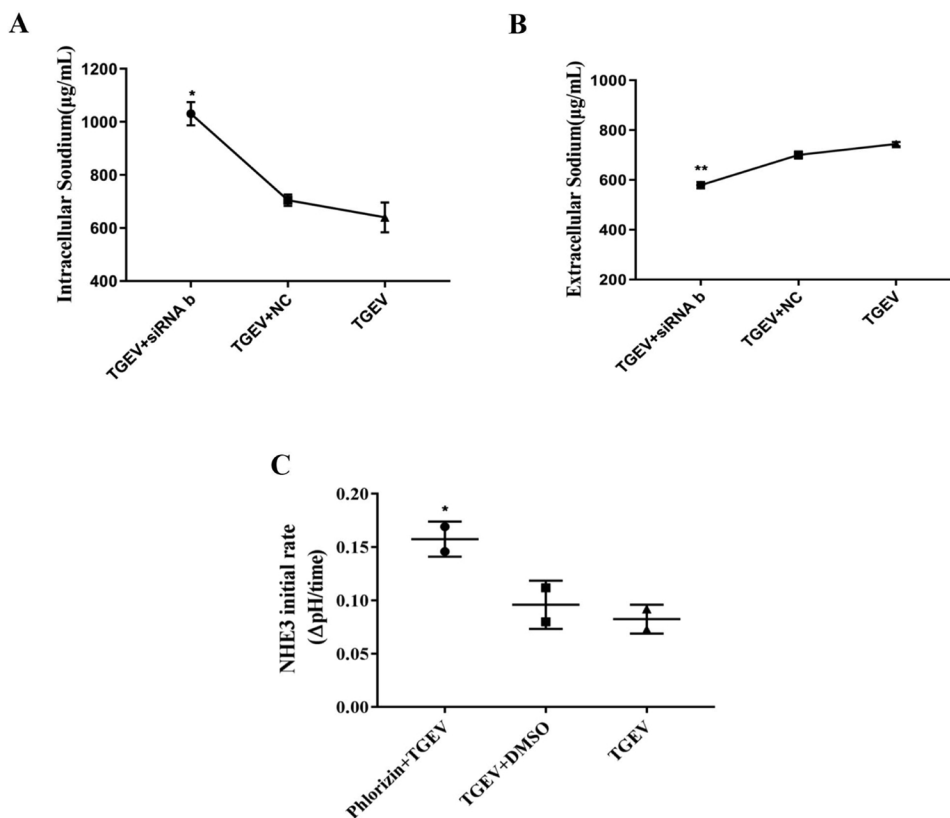 A
Intracellular Soudium(µg/mL)
1200
1000
800
600
400
*
TGEV+siRNA b
TGEV+NC
TGEV
B
Extracellular Sodium(µg/mL)
1000
800
600
400
200
**
TGEV+siRNA b
TGEV+NC
TGEV
C
NHE3 initial rate
(ΔpH/time)
0.20
0.15
0.10
0.05
0.00
*
Phlorizin+TGEV
TGEV+DMSO
TGEV